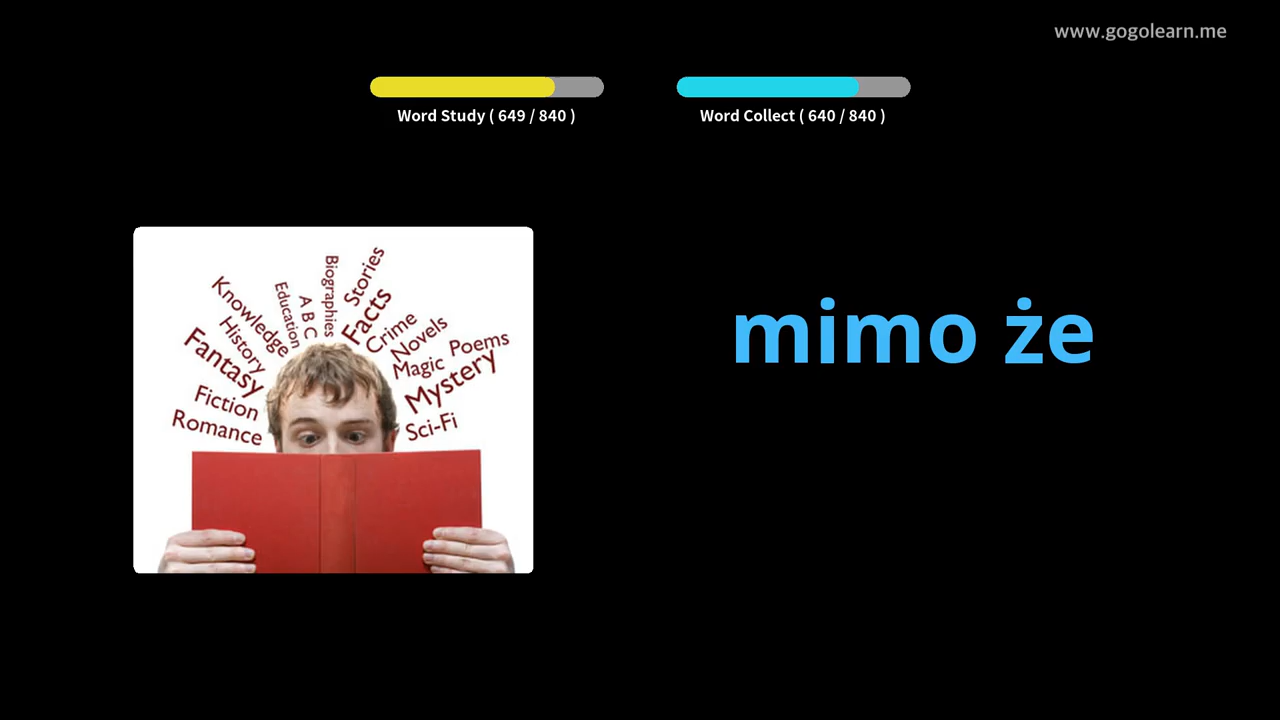 www.gogolearn.me
Word Study ( 649 / 840 )
Word Collect ( 640 / 840 )
mimo że
Romance
Fiction
Fantasy
History
Knowledge
Education
A B C
Biographies
Stories
Facts
Crime
Novels
Magic
Poems
Mystery
Sci-Fi